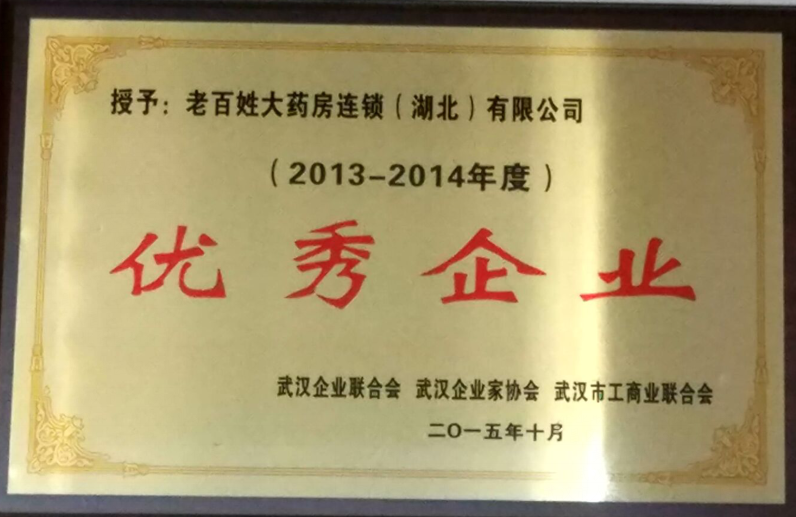 授予：老百姓大药房连锁（湖北）有限公司
（2013-2014年度）
优秀企业
武汉企业联合会 武汉企业家协会 武汉市工商业联合会
二〇一五年十月